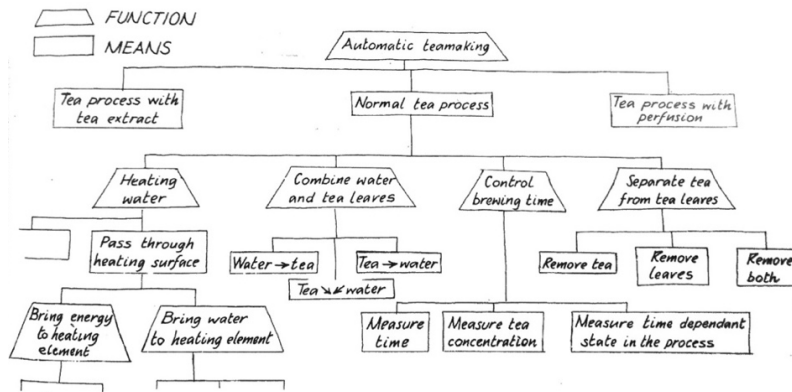 FUNCTION
MEANS
Automatic teamaking
Tea process with
tea extract
Normal tea process
Tea process with
perfusion
Heating
water
Combine water
and tea leaves
Control
brewing time
Separate tea
from tea leaves
Pass through
heating surface
Water → tea
Tea → water
Tea ↘↙ water
Remove tea
Remove
leaves
Remove
both
Bring energy
to heating
element
Bring water
to heating element
Measure
time
Measure tea
concentration
Measure time dependant
state in the process